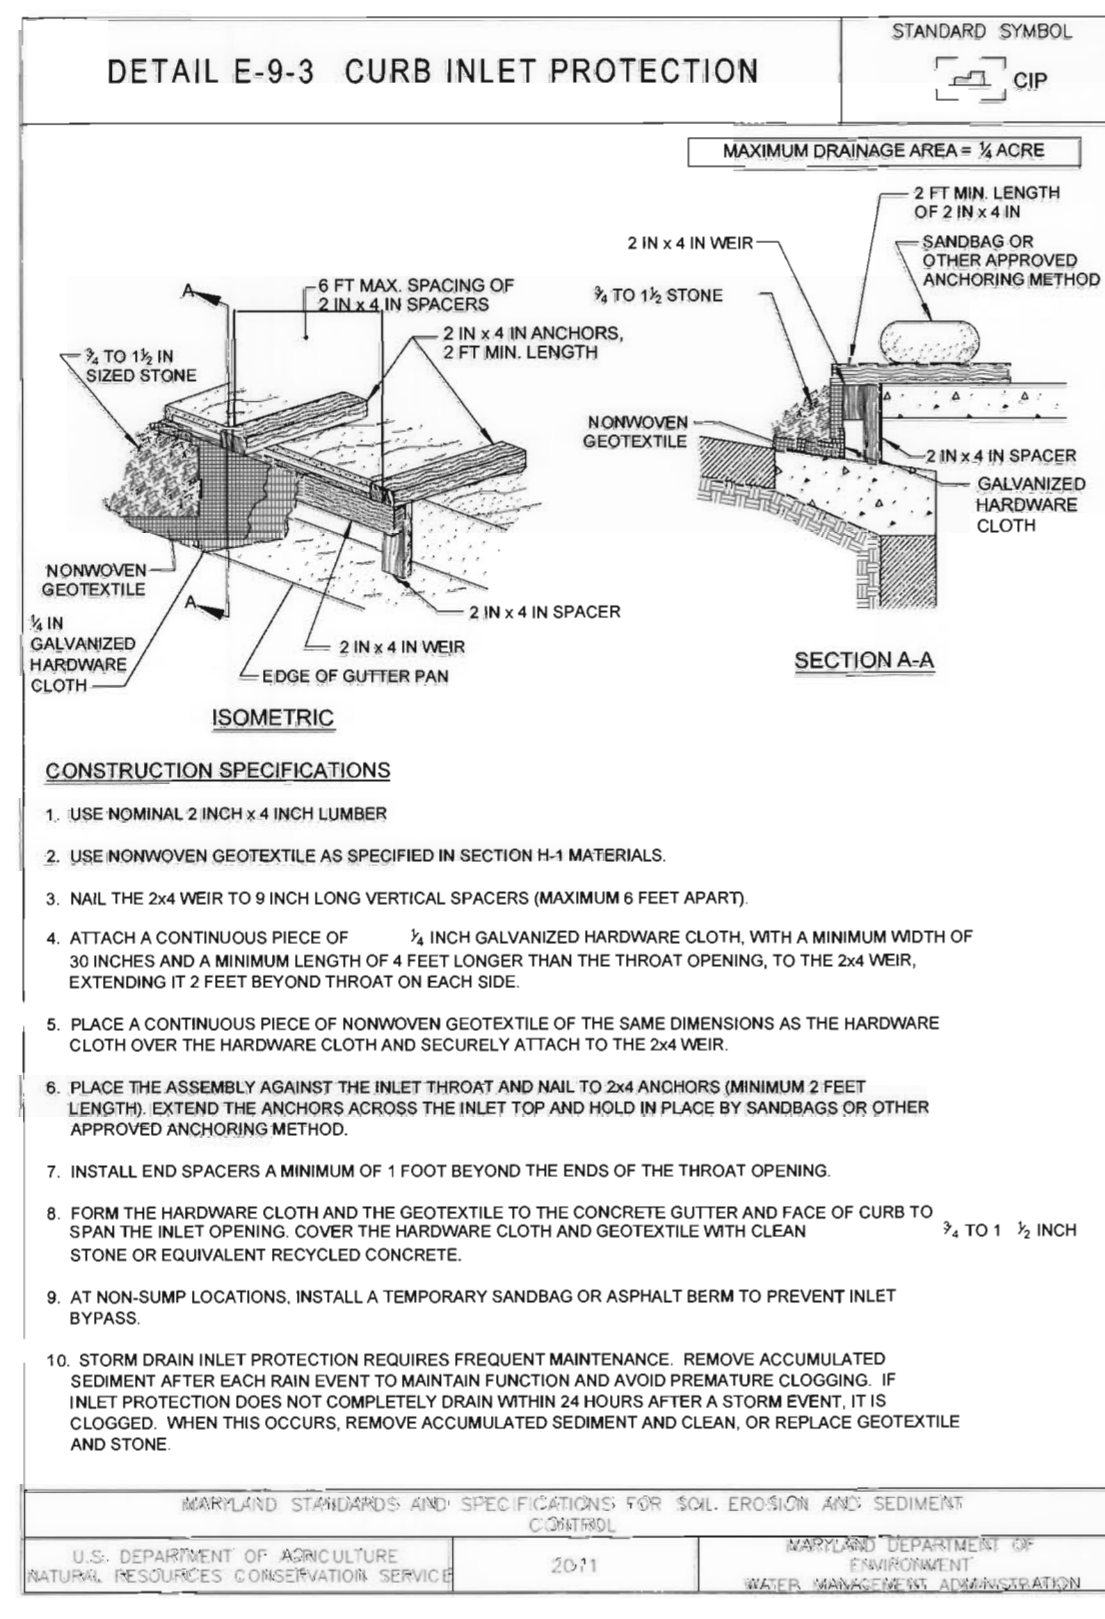 DETAIL E-9-3 CURB INLET PROTECTION
STANDARD SYMBOL
CIP
MAXIMUM DRAINAGE AREA = ¼ ACRE
6 FT MAX. SPACING OF
2 IN x 4 IN SPACERS
2 IN x 4 IN ANCHORS,
2 FT MIN. LENGTH
A
¾ TO 1½ IN
SIZED STONE
NONWOVEN
GEOTEXTILE
A
¼ IN
GALVANIZED
HARDWARE
CLOTH
2 IN x 4 IN SPACER
2 IN x 4 IN WEIR
EDGE OF GUTTER PAN
ISOMETRIC
2 FT MIN. LENGTH
OF 2 IN x 4 IN
2 IN x 4 IN WEIR
SANDBAG OR
OTHER APPROVED
ANCHORING METHOD
¾ TO 1½ STONE
NONWOVEN
GEOTEXTILE
2 IN x 4 IN SPACER
GALVANIZED
HARDWARE
CLOTH
SECTION A-A
CONSTRUCTION SPECIFICATIONS
1. USE NOMINAL 2 INCH x 4 INCH LUMBER
2. USE NONWOVEN GEOTEXTILE AS SPECIFIED IN SECTION H-1 MATERIALS.
3. NAIL THE 2x4 WEIR TO 9 INCH LONG VERTICAL SPACERS (MAXIMUM 6 FEET APART).
4. ATTACH A CONTINUOUS PIECE OF ¼ INCH GALVANIZED HARDWARE CLOTH, WITH A MINIMUM WIDTH OF
30 INCHES AND A MINIMUM LENGTH OF 4 FEET LONGER THAN THE THROAT OPENING, TO THE 2x4 WEIR,
EXTENDING IT 2 FEET BEYOND THROAT ON EACH SIDE.
5. PLACE A CONTINUOUS PIECE OF NONWOVEN GEOTEXTILE OF THE SAME DIMENSIONS AS THE HARDWARE
CLOTH OVER THE HARDWARE CLOTH AND SECURELY ATTACH TO THE 2x4 WEIR.
6. PLACE THE ASSEMBLY AGAINST THE INLET THROAT AND NAIL TO 2x4 ANCHORS (MINIMUM 2 FEET
LENGTH). EXTEND THE ANCHORS ACROSS THE INLET TOP AND HOLD IN PLACE BY SANDBAGS OR OTHER
APPROVED ANCHORING METHOD.
7. INSTALL END SPACERS A MINIMUM OF 1 FOOT BEYOND THE ENDS OF THE THROAT OPENING.
8. FORM THE HARDWARE CLOTH AND THE GEOTEXTILE TO THE CONCRETE GUTTER AND FACE OF CURB TO
SPAN THE INLET OPENING. COVER THE HARDWARE CLOTH AND GEOTEXTILE WITH CLEAN ¾ TO 1 ½ INCH
STONE OR EQUIVALENT RECYCLED CONCRETE.
9. AT NON-SUMP LOCATIONS, INSTALL A TEMPORARY SANDBAG OR ASPHALT BERM TO PREVENT INLET
BYPASS.
10. STORM DRAIN INLET PROTECTION REQUIRES FREQUENT MAINTENANCE. REMOVE ACCUMULATED
SEDIMENT AFTER EACH RAIN EVENT TO MAINTAIN FUNCTION AND AVOID PREMATURE CLOGGING. IF
INLET PROTECTION DOES NOT COMPLETELY DRAIN WITHIN 24 HOURS AFTER A STORM EVENT, IT IS
CLOGGED. WHEN THIS OCCURS, REMOVE ACCUMULATED SEDIMENT AND CLEAN, OR REPLACE GEOTEXTILE
AND STONE.
MARYLAND STANDARDS AND SPECIFICATIONS FOR SOIL EROSION AND SEDIMENT
CONTROL
U.S. DEPARTMENT OF AGRICULTURE
NATURAL RESOURCES CONSERVATION SERVICE
2011
MARYLAND DEPARTMENT OF
ENVIRONMENT
WATER MANAGEMENT ADMINISTRATION